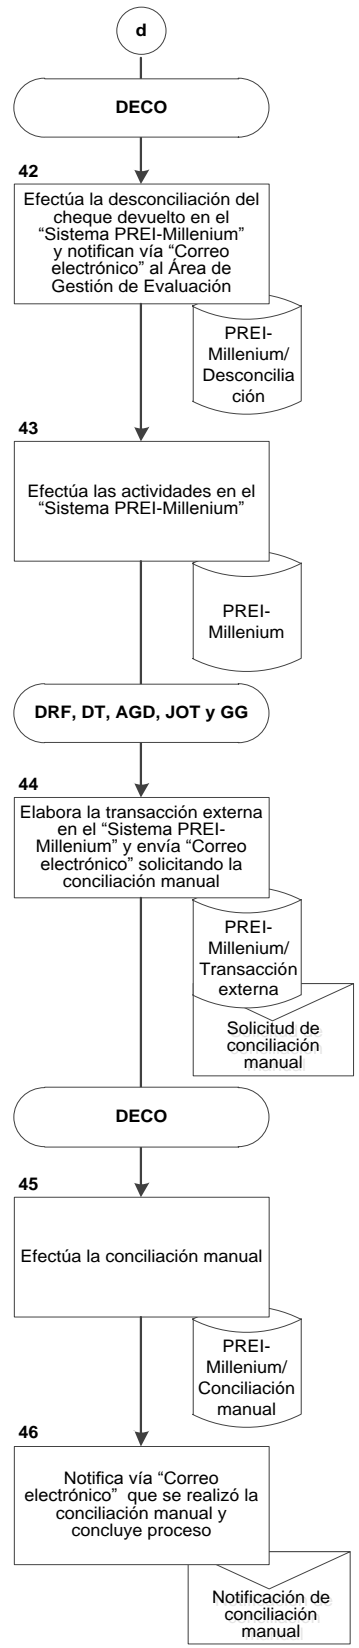 d
DECO
42
Efectúa la desconciliación del
cheque devuelto en el
“Sistema PREI-Millenium”
y notifican vía “Correo
electrónico” al Área de
Gestión de Evaluación
PREI-
Millenium/
Desconcilia
ción
43
Efectúa las actividades en el
“Sistema PREI-Millenium”
PREI-
Millenium
DRF, DT, AGD, JOT y GG
44
Elabora la transacción externa
en el “Sistema PREI-
Millenium” y envía “Correo
electrónico” solicitando la
conciliación manual
PREI-
Millenium/
Transacción
externa
Solicitud de
conciliación
manual
DECO
45
Efectúa la conciliación manual
PREI-
Millenium/
Conciliación
manual
46
Notifica vía “Correo
electrónico” que se realizó la
conciliación manual y
concluye proceso
Notificación de
conciliación
manual